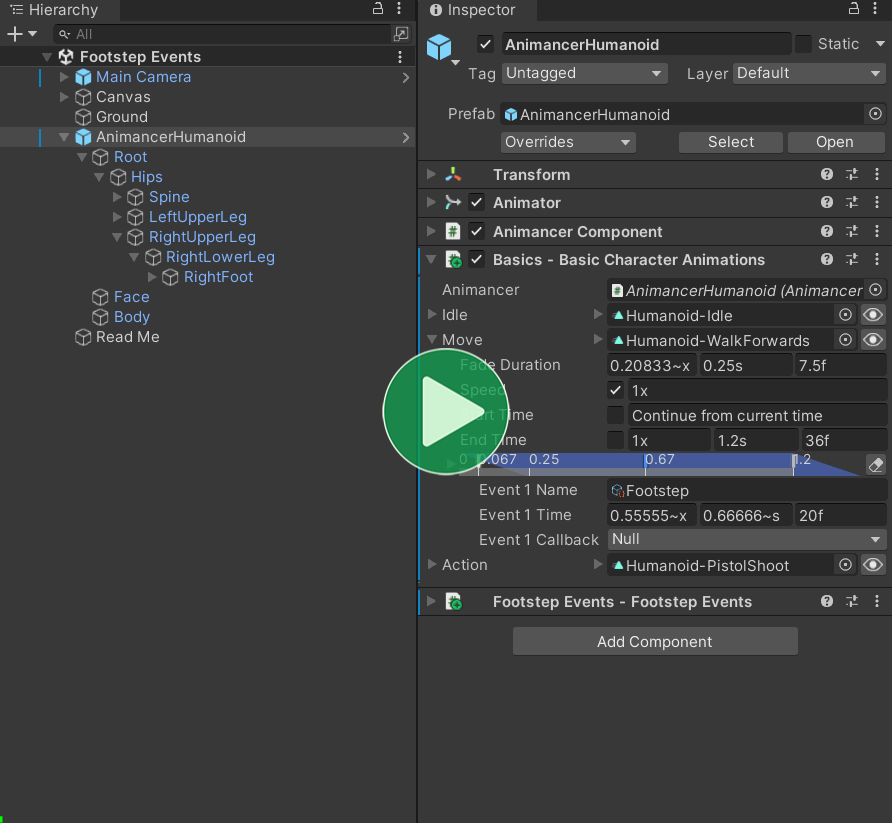 Hierarchy
All
Footstep Events
Main Camera
Canvas
Ground
AnimancerHumanoid
Root
Hips
Spine
LeftUpperLeg
RightUpperLeg
RightLowerLeg
RightFoot
Face
Body
Read Me
Inspector
AnimancerHumanoid Static
Tag Untagged Layer Default
Prefab AnimancerHumanoid
Overrides Select Open
Transform
Animator
# Animancer Component
# Basics - Basic Character Animations
Animancer # AnimancerHumanoid (Animancer
Idle Humanoid-Idle
Move Humanoid-WalkForwards
Fade Duration 0.20833~x 0.25s 7.5f
Speed 1x
Start Time Continue from current time
End Time 1x 1.2s 36f
0 0.067 0.25 0.67 1.2
Event 1 Name Footstep
Event 1 Time 0.55555~x 0.66666~s 20f
Event 1 Callback Null
Action Humanoid-PistolShoot
# Footstep Events - Footstep Events
Add Component